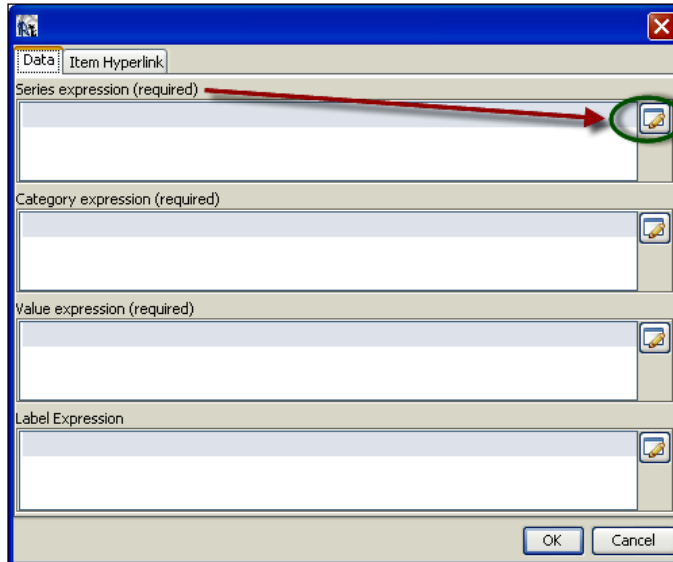 Data Item Hyperlink
Series expression (required)
Category expression (required)
Value expression (required)
Label Expression
OK Cancel